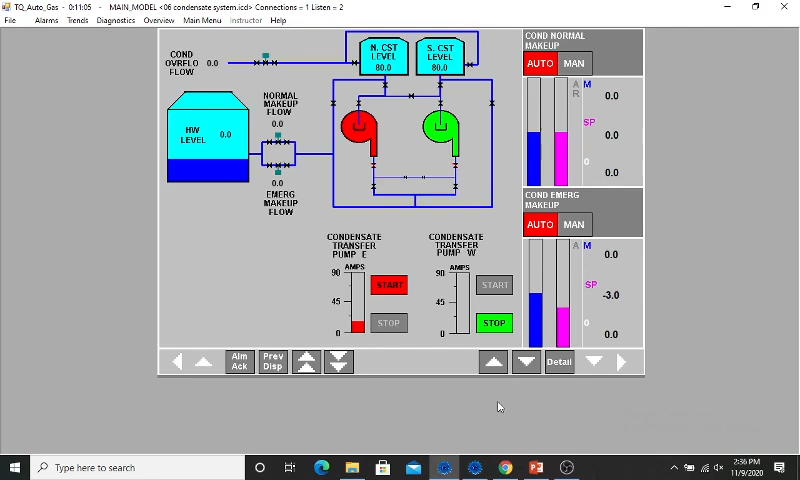 TQ_Auto_Gas - 0:11:05 - MAIN_MODEL <06 condensate system.icd> Connections = 1 Listen = 2
File Alarms Trends Diagnostics Overview Main Menu Instructor Help
COND
OVRFLO
FLOW
0.0
N. CST
LEVEL
80.0
S. CST
LEVEL
80.0
HW
LEVEL
0.0
NORMAL
MAKEUP
FLOW
0.0
0.0
EMERG
MAKEUP
FLOW
CONDENSATE
TRANSFER
PUMP E
AMPS
90
45
0
START
STOP
CONDENSATE
TRANSFER
PUMP W
AMPS
90
45
0
START
STOP
COND NORMAL
MAKEUP
AUTO MAN
A
R
M
0.0
SP
0.0
0
0.0
COND EMERG
MAKEUP
AUTO MAN
A
M
0.0
SP
-3.0
0
0.0
Alm
Ack
Prev
Disp
Detail
Type here to search
2:36 PM
11/9/2020